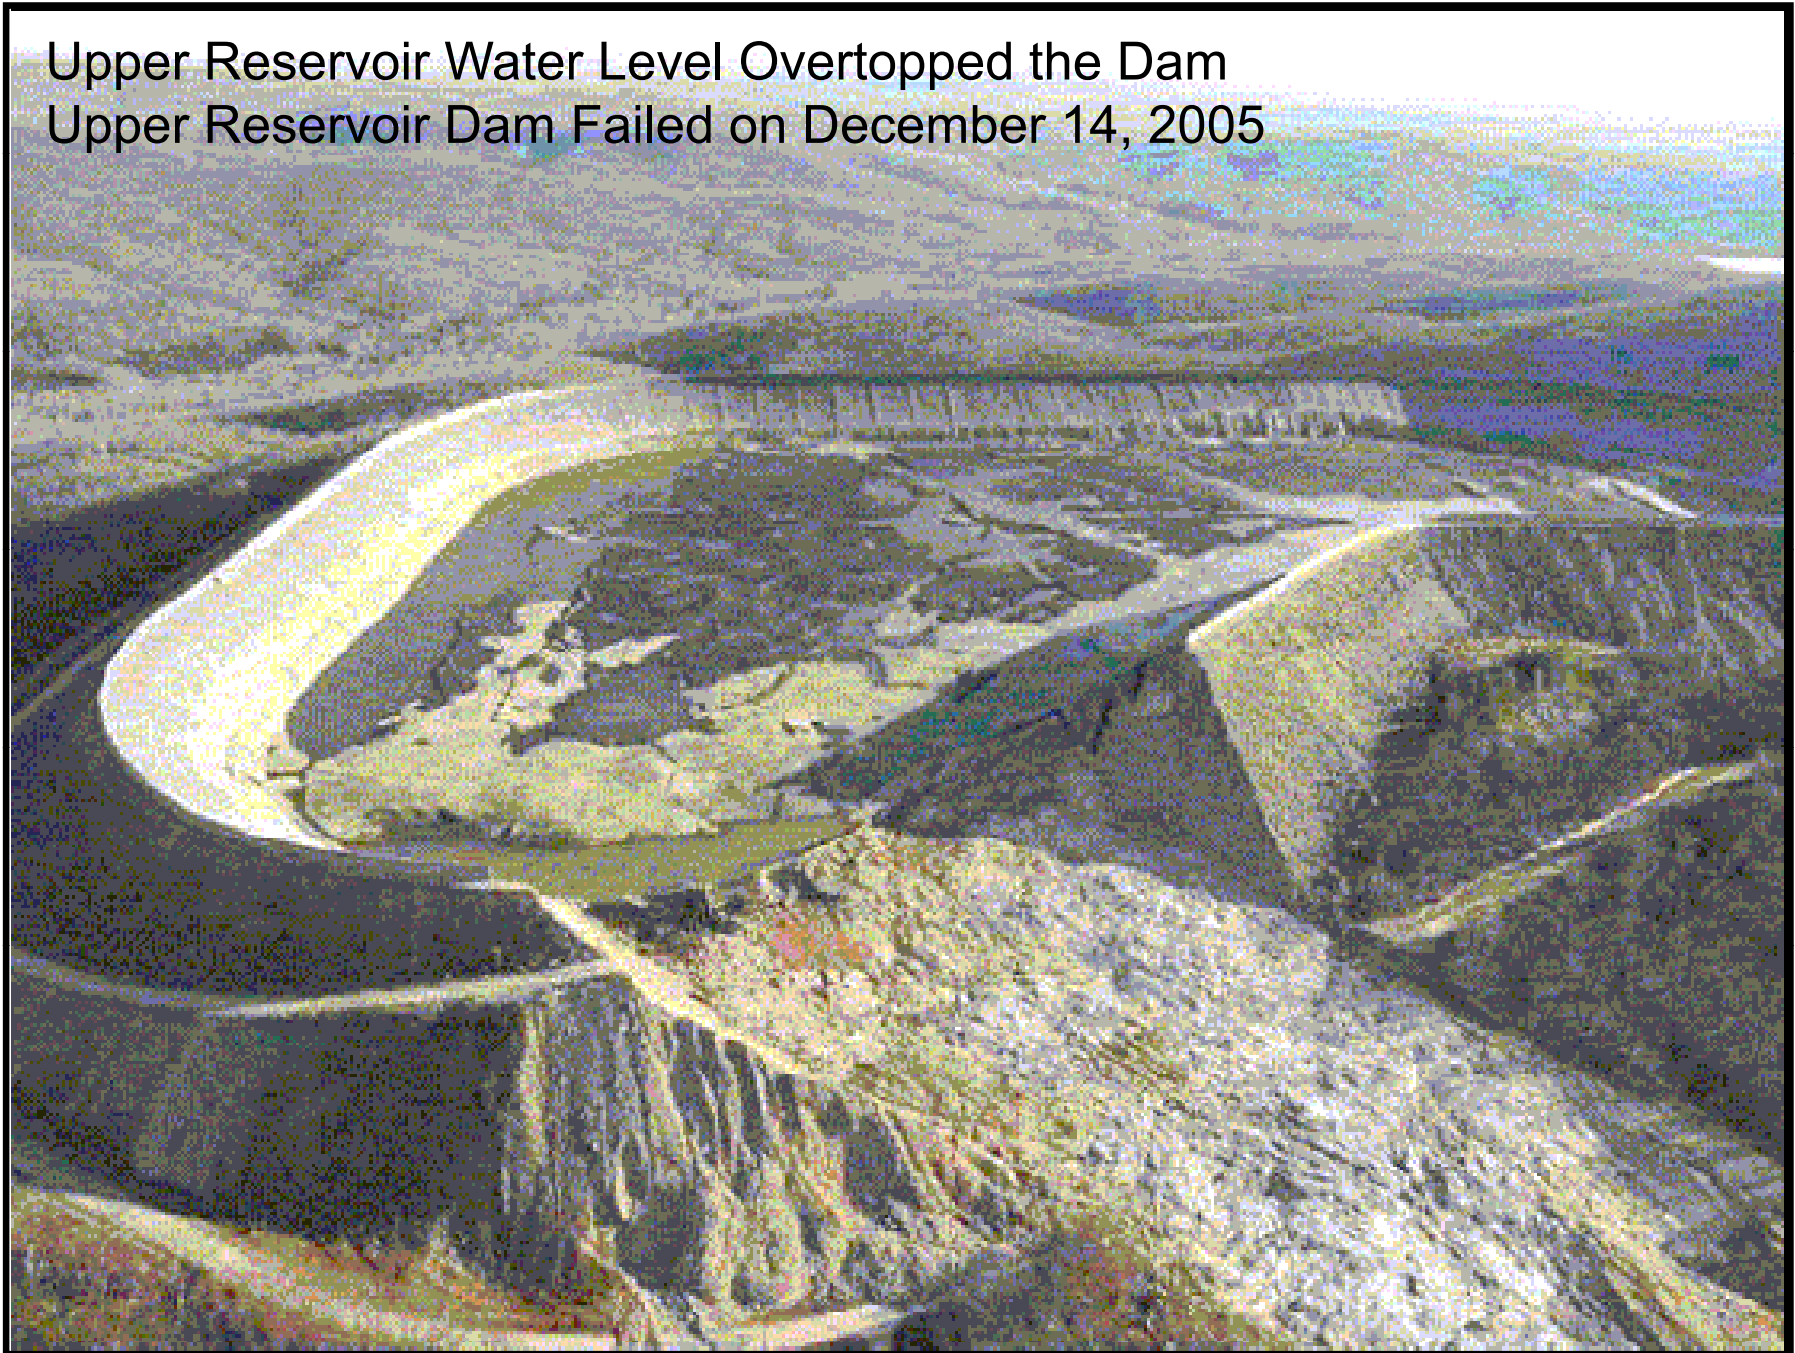 Upper Reservoir Water Level Overtopped the Dam
Upper Reservoir Dam Failed on December 14, 2005